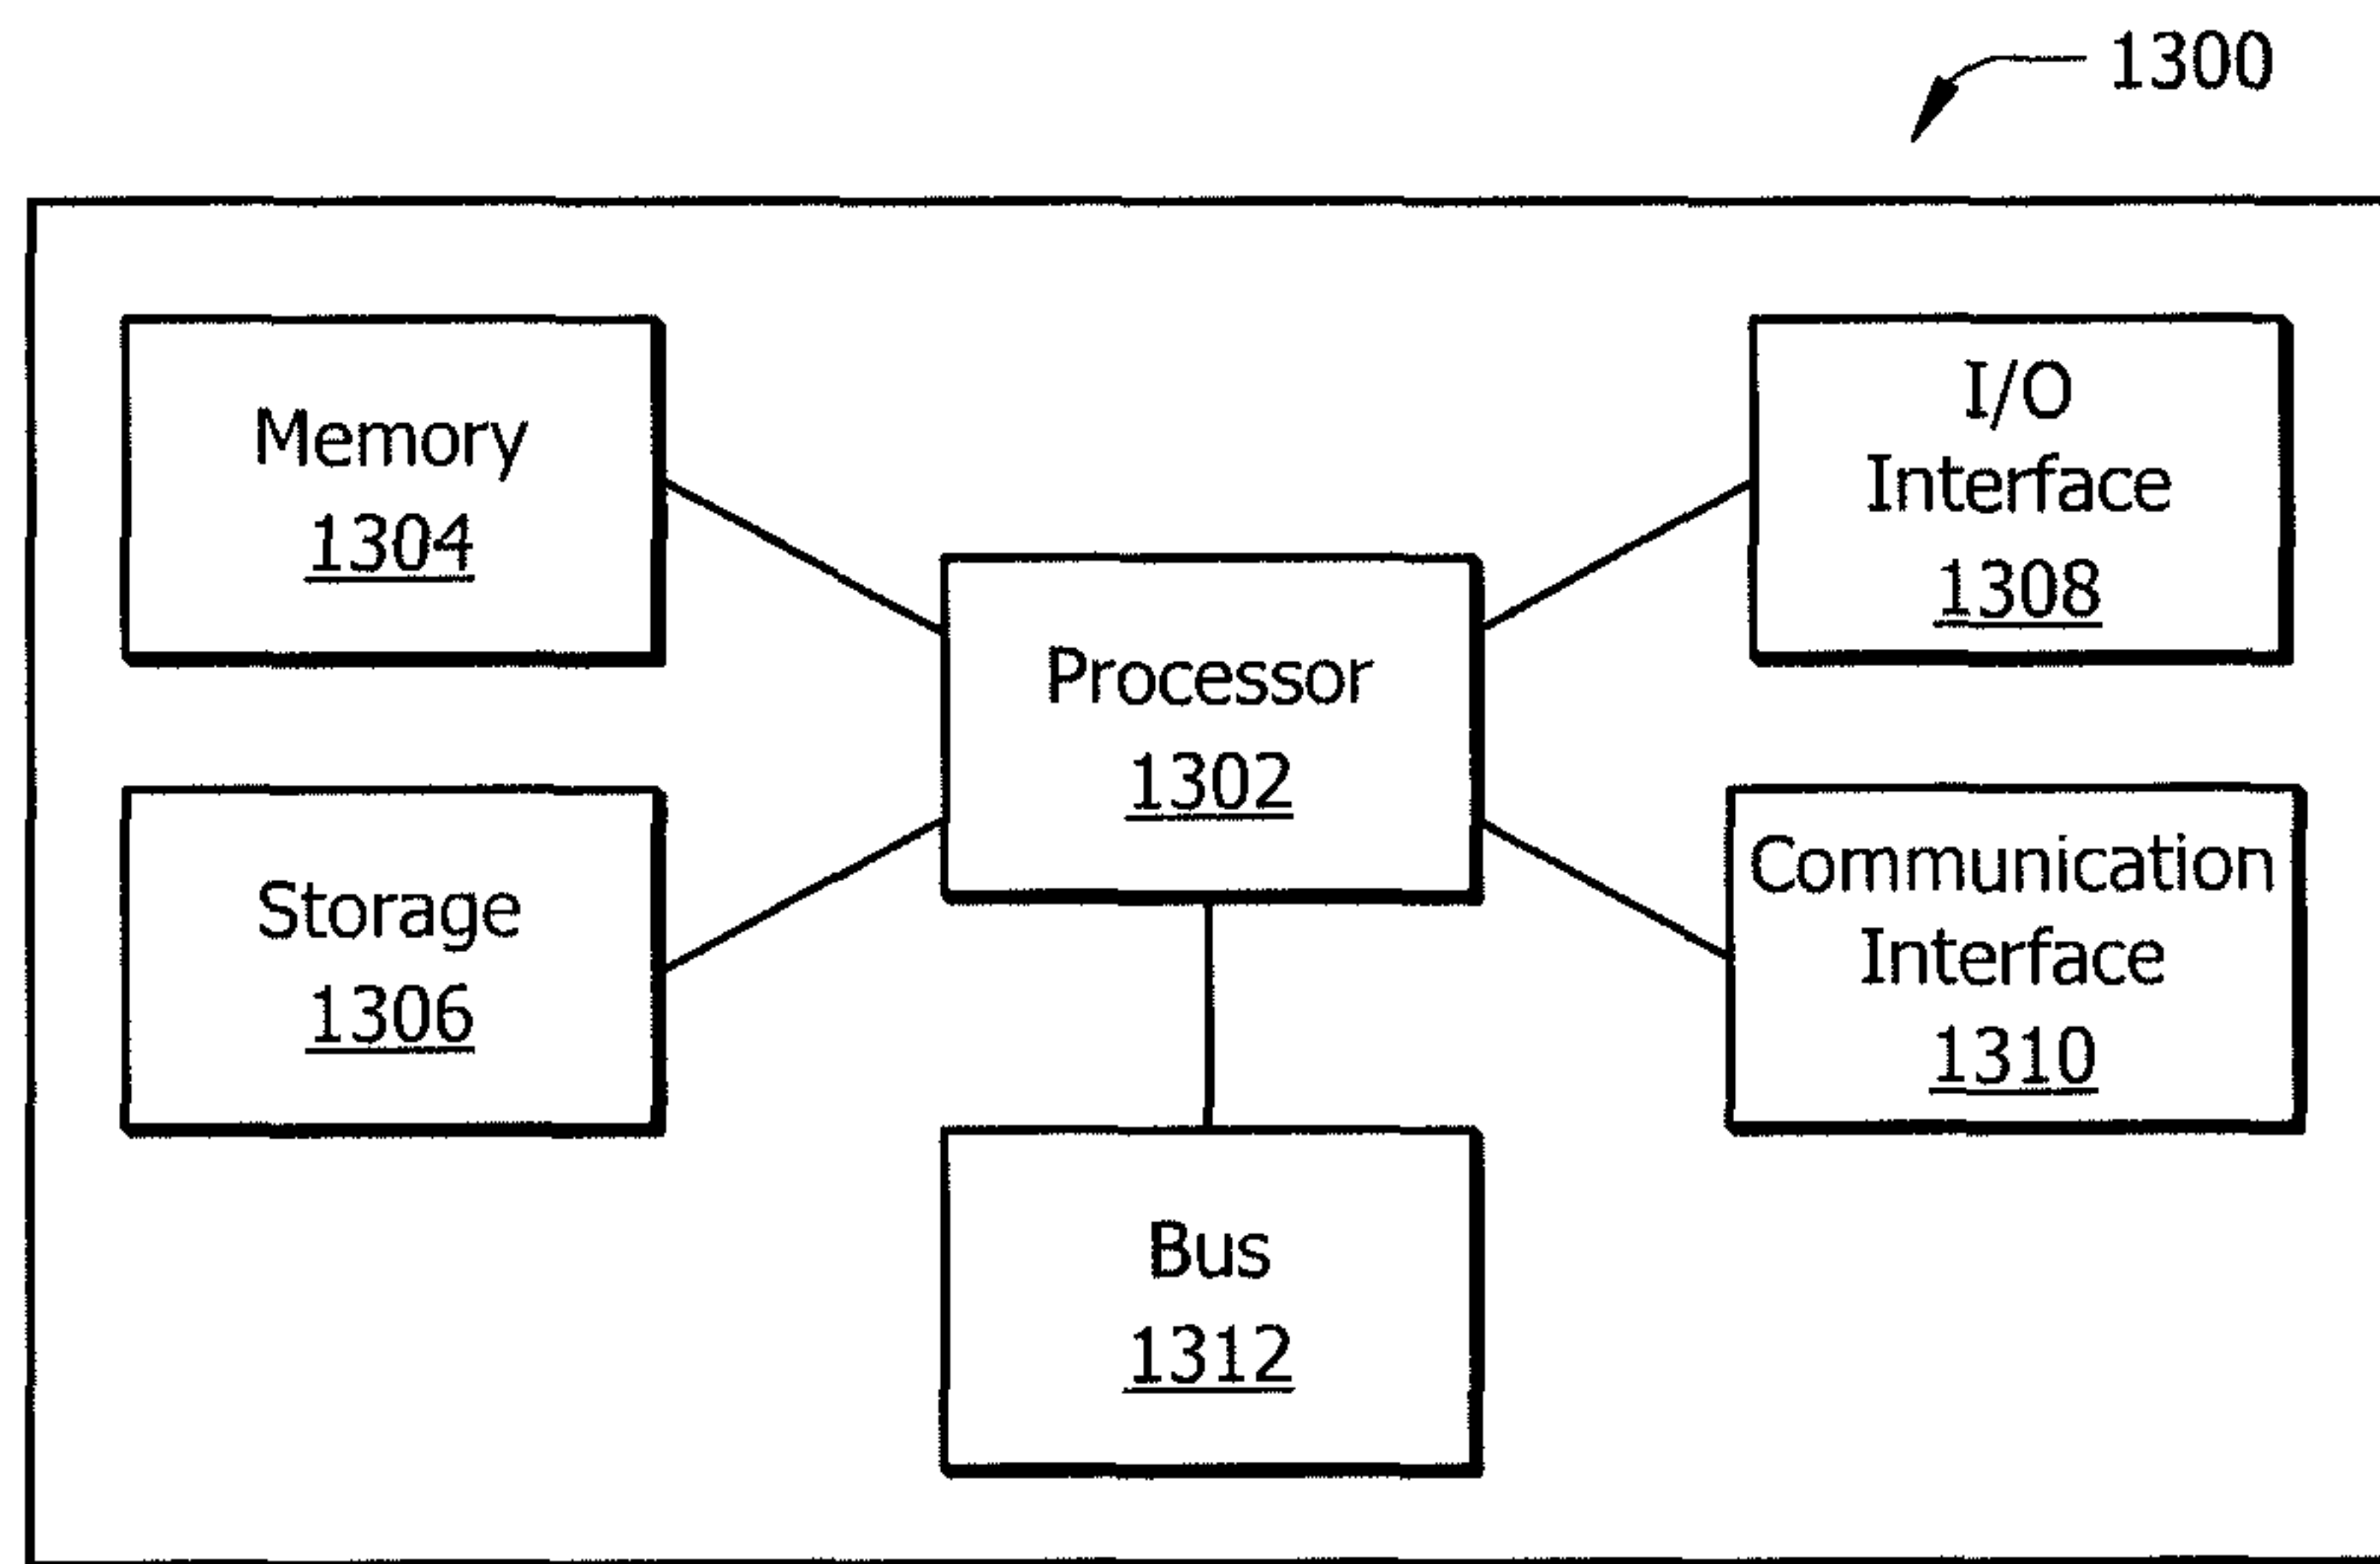 1300
Memory
1304
I/O
Interface
1308
Processor
1302
Storage
1306
Communication
Interface
1310
Bus
1312